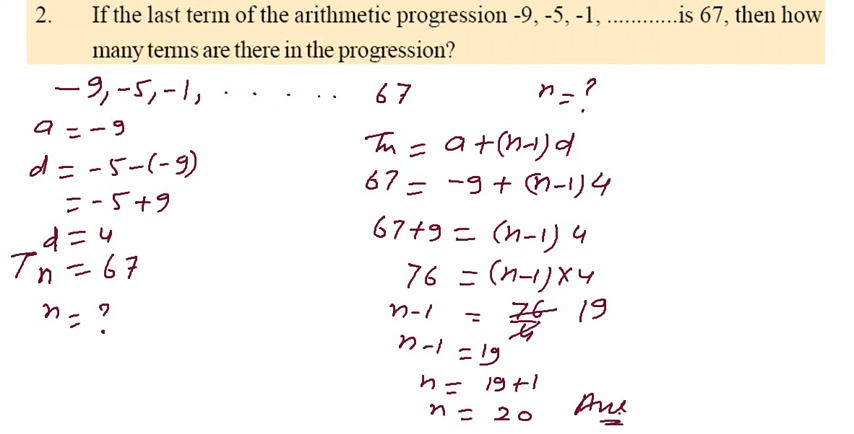 2. If the last term of the arithmetic progression -9, -5, -1, ............is 67, then how
many terms are there in the progression?
-9, -5, -1, . . . . . . 67
a = -9
d = -5-(-9)
= -5+9
d = 4
Tn = 67
n = ?
n = ?
Tn = a+(n-1)d
67 = -9 + (n-1)4
67+9 = (n-1) 4
76 = (n-1)×4
n-1 = 76/4 19
n-1 = 19
n = 19+1
n = 20 Ans